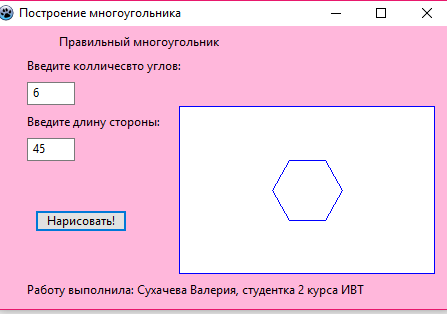 Построение многоугольника
Правильный многоугольник
Введите колличесвто углов:
6
Введите длину стороны:
45
Нарисовать!
Работу выполнила: Сухачева Валерия, студентка 2 курса ИВТ